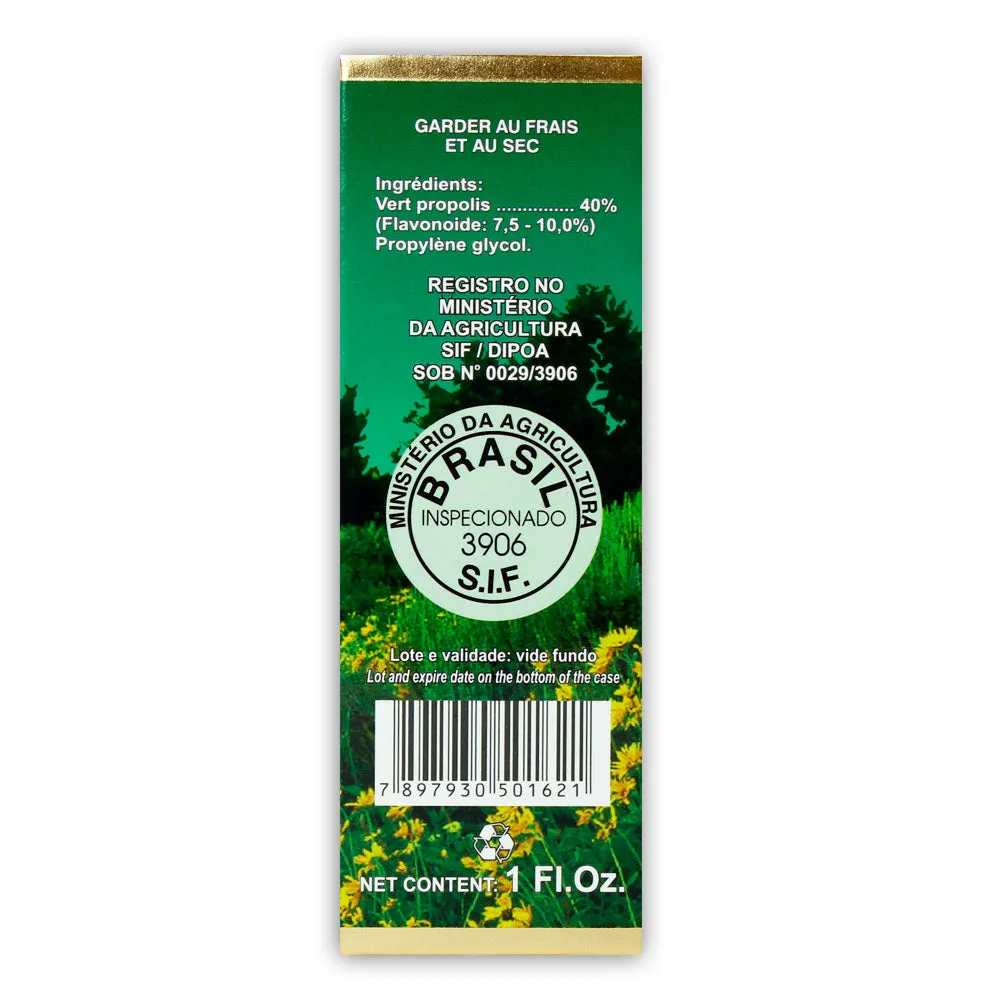 GARDER AU FRAIS
ET AU SEC
Ingrédients:
Vert propolis ............... 40%
(Flavonoide: 7,5 - 10,0%)
Propylène glycol.
REGISTRO NO
MINISTÉRIO
DA AGRICULTURA
SIF / DIPOA
SOB N° 0029/3906
MINISTÉRIO DA AGRICULTURA
BRASIL
INSPECIONADO
3906
S.I.F.
Lote e validade: vide fundo
Lot and expire date on the bottom of the case
7 897930 501621
NET CONTENT: 1 Fl.Oz.